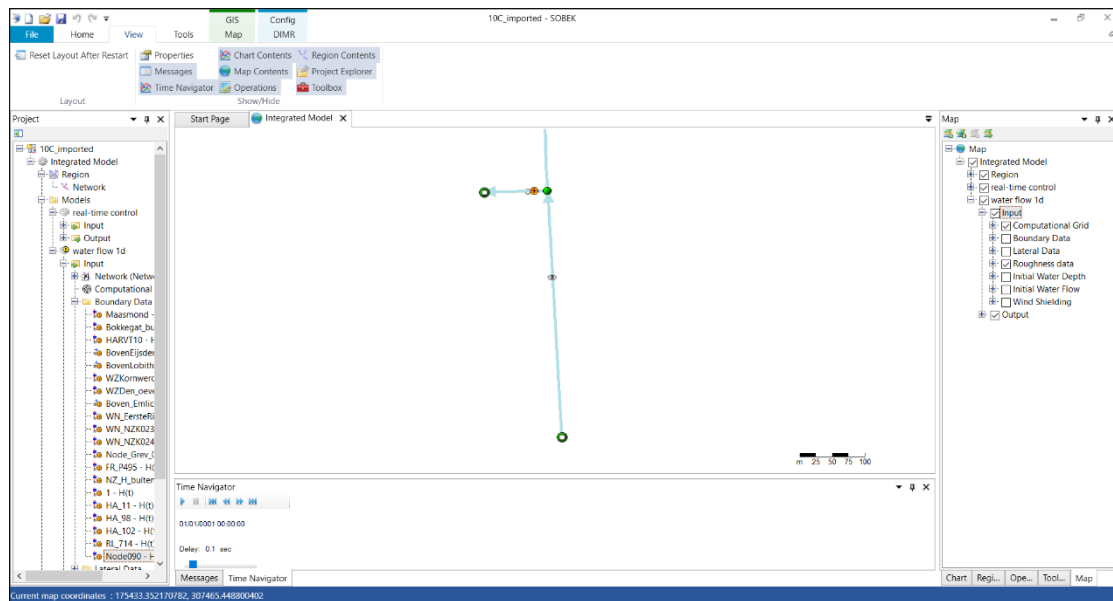 10C_imported - SOBEK
GIS Config
File Home View Tools Map DIMR
Reset Layout After Restart Properties Chart Contents Region Contents
Messages Map Contents Project Explorer
Time Navigator Operations Toolbox
Layout Show/Hide
Project
Start Page Integrated Model
10C_imported
Integrated Model
Region
Network
Models
real-time control
Input
Output
water flow 1d
Input
Network (Netw
Computational
Boundary Data
Maasmond -
Bokkegat_bu
HARVT10 - H
BovenEijsder
BovenLobith
WZKornwerd
WZDen_oeve
Boven_Emlic
WN_EersteRi
WN_NZK023
WN_NZK024
Node_Grev_0
FR_P495 - H(
NZ_H_buiter
1 - H(t)
HA_11 - H(t)
HA_98 - H(t)
HA_102 - H(t
RL_714 - H(t)
Node090 - H
Lateral Data
m 25 50 75 100
Time Navigator
01/01/0001 00:00:00
Delay: 0.1 sec
Messages Time Navigator
Map
Map
Integrated Model
Region
real-time control
water flow 1d
Input
Computational Grid
Boundary Data
Lateral Data
Roughness data
Initial Water Depth
Initial Water Flow
Wind Shielding
Output
Chart Regi... Ope... Tool... Map
Current map coordinates : 175433.352170782, 307465.448800402